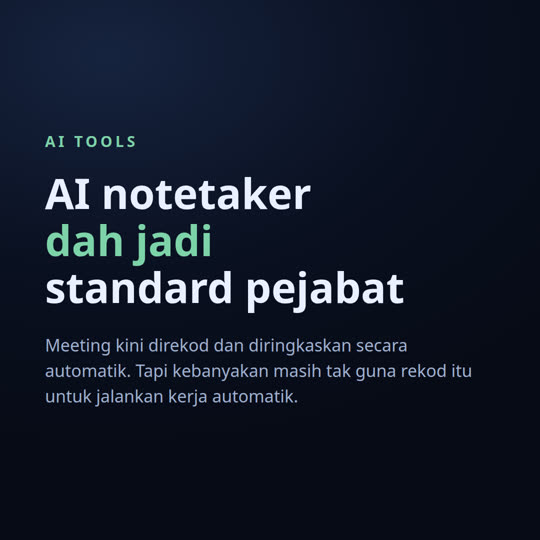 AI TOOLS
AI notetaker
dah jadi
standard pejabat
Meeting kini direkod dan diringkaskan secara
automatik. Tapi kebanyakan masih tak guna rekod itu
untuk jalankan kerja automatik.